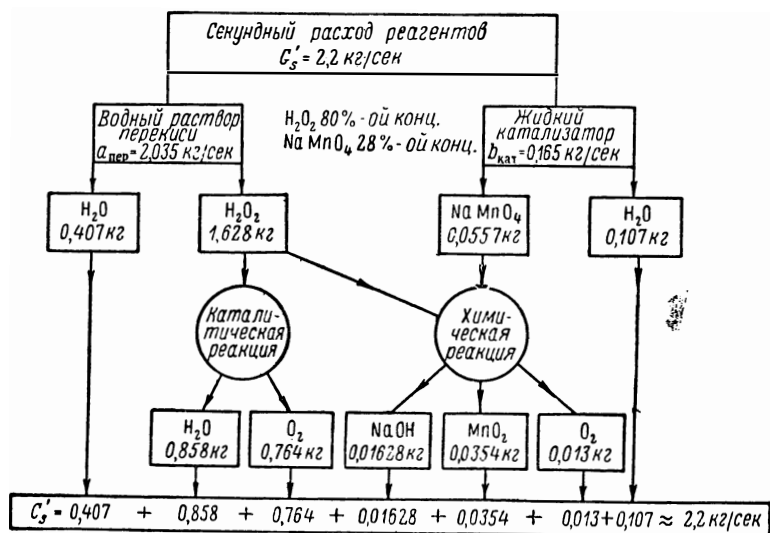 Секундный расход реагентов
G's = 2,2 кг/сек
Водный раствор
перекиси
aпер = 2,035 кг/сек
H2O2 80% - ой конц.
NaMnO4 28% - ой конц.
Жидкий
катализатор
bкат = 0,165 кг/сек
H2O
0,407 кг
H2O2
1,628 кг
NaMnO4
0,0557 кг
H2O
0,107 кг
Катали-
тическая
реакция
Хими-
ческая
реакция
H2O
0,858 кг
O2
0,764 кг
NaOH
0,01628 кг
MnO2
0,0354 кг
O2
0,013 кг
C's = 0,407 + 0,858 + 0,764 + 0,01628 + 0,0354 + 0,013 + 0,107 ≈ 2,2 кг/сек